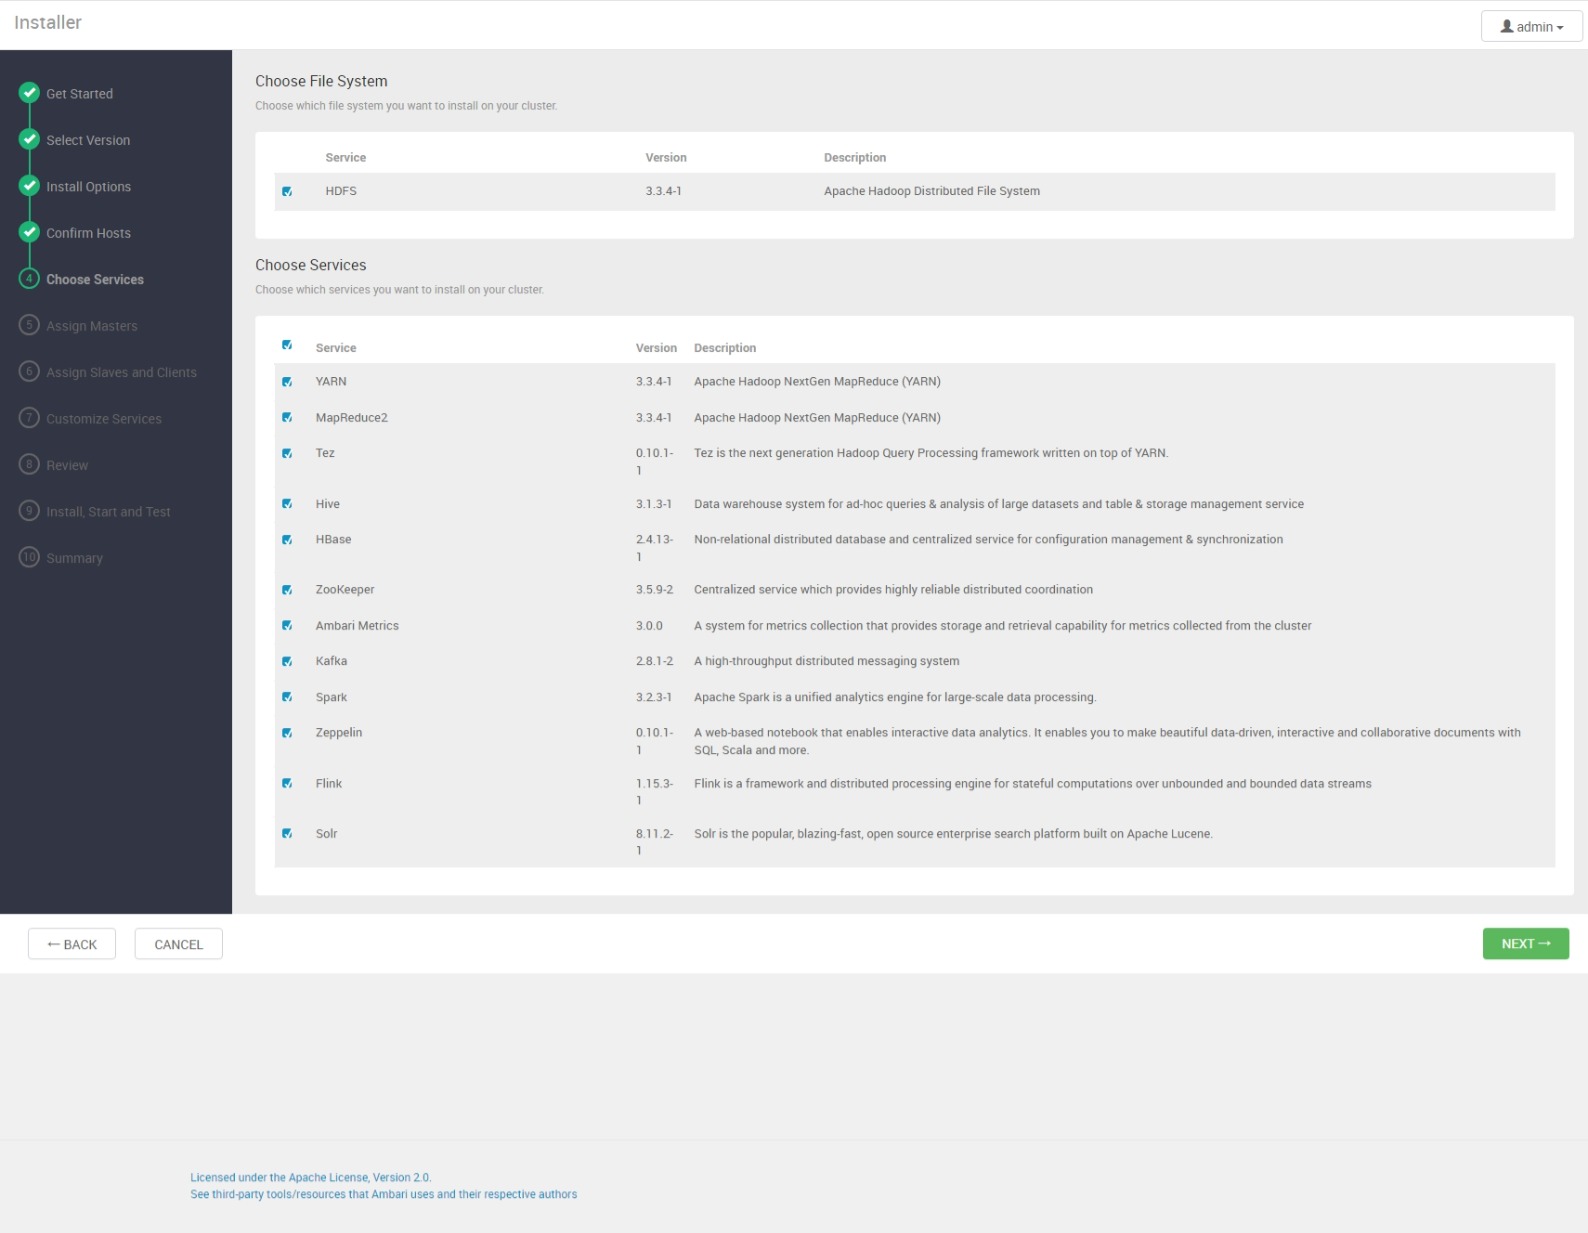 Installer
admin
Get Started
Select Version
Install Options
Confirm Hosts
4 Choose Services
5 Assign Masters
6 Assign Slaves and Clients
7 Customize Services
8 Review
9 Install, Start and Test
10 Summary
Choose File System
Choose which file system you want to install on your cluster.
Service Version Description
HDFS 3.3.4-1 Apache Hadoop Distributed File System
Choose Services
Choose which services you want to install on your cluster.
Service Version Description
YARN 3.3.4-1 Apache Hadoop NextGen MapReduce (YARN)
MapReduce2 3.3.4-1 Apache Hadoop NextGen MapReduce (YARN)
Tez 0.10.1- Tez is the next generation Hadoop Query Processing framework written on top of YARN.
1
Hive 3.1.3-1 Data warehouse system for ad-hoc queries & analysis of large datasets and table & storage management service
HBase 2.4.13- Non-relational distributed database and centralized service for configuration management & synchronization
1
ZooKeeper 3.5.9-2 Centralized service which provides highly reliable distributed coordination
Ambari Metrics 3.0.0 A system for metrics collection that provides storage and retrieval capability for metrics collected from the cluster
Kafka 2.8.1-2 A high-throughput distributed messaging system
Spark 3.2.3-1 Apache Spark is a unified analytics engine for large-scale data processing.
Zeppelin 0.10.1- A web-based notebook that enables interactive data analytics. It enables you to make beautiful data-driven, interactive and collaborative documents with
1 SQL, Scala and more.
Flink 1.15.3- Flink is a framework and distributed processing engine for stateful computations over unbounded and bounded data streams
1
Solr 8.11.2- Solr is the popular, blazing-fast, open source enterprise search platform built on Apache Lucene.
1
← BACK CANCEL NEXT →
Licensed under the Apache License, Version 2.0.
See third-party tools/resources that Ambari uses and their respective authors